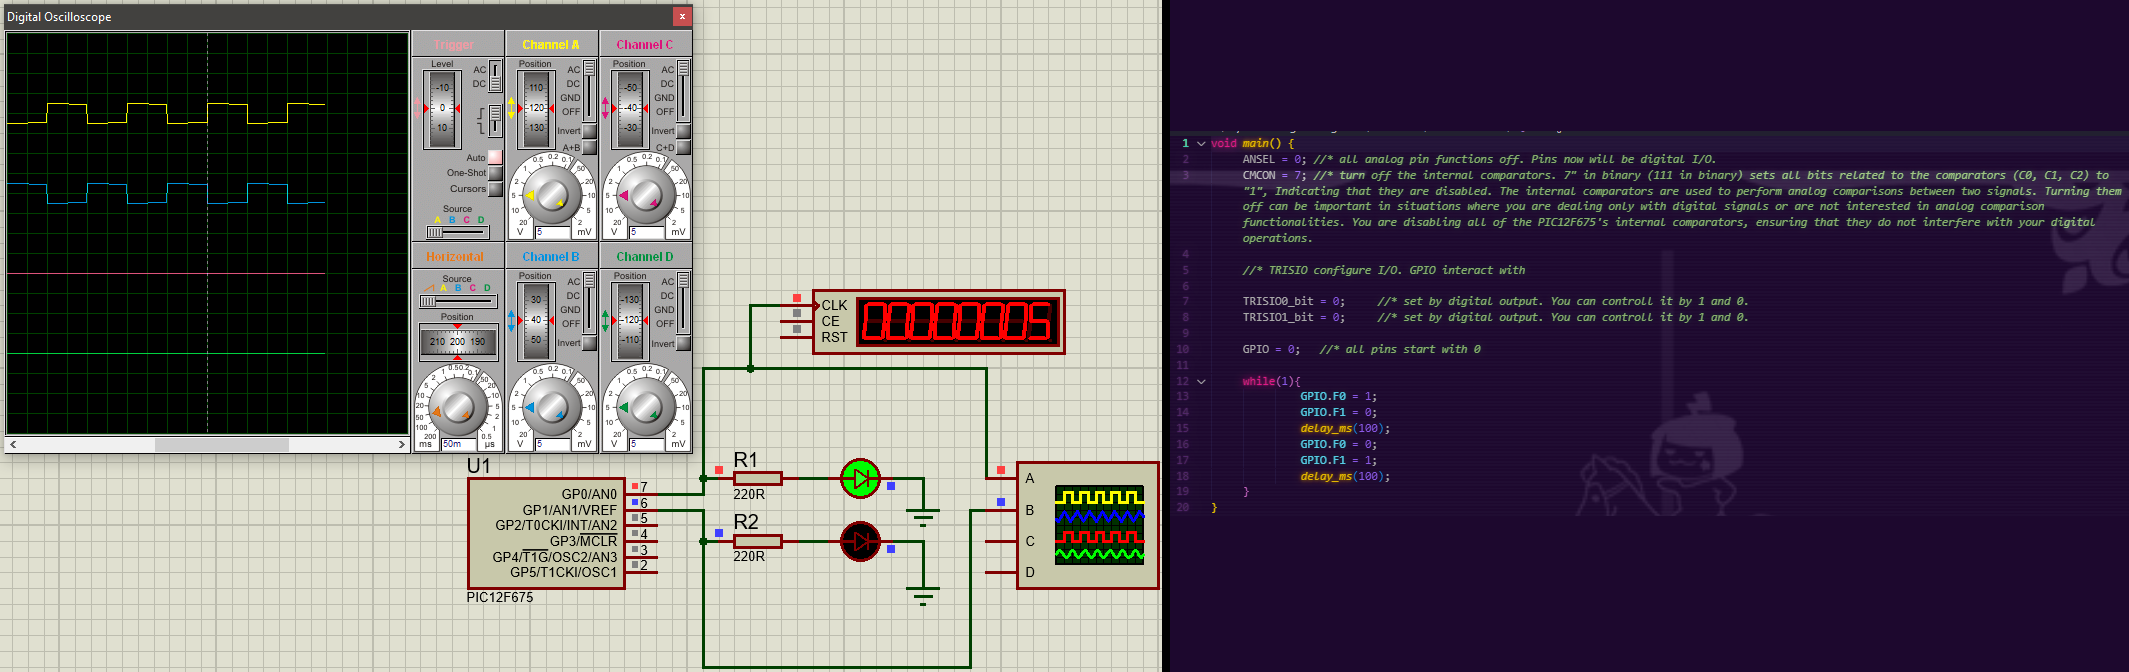 Digital Oscilloscope
x
Trigger
Level
AC
DC
-10
0
10
Auto
One-Shot
Cursors
Source
A B C D
Channel A
Position
AC
DC
GND
OFF
110
120
130
Invert
A+B
V
5
mV
Channel C
Position
AC
DC
GND
OFF
-50
-40
-30
Invert
C+D
V
5
mV
Horizontal
Source
A B C D
Position
210 200 190
ms
50m
µs
Channel B
Position
AC
DC
GND
OFF
30
40
50
Invert
V
5
mV
Channel D
Position
AC
DC
GND
OFF
-130
-120
-110
Invert
V
5
mV
CLK
CE
RST
00000005
U1
GP0/AN0 7
GP1/AN1/VREF 6
GP2/T0CKI/INT/AN2 5
GP3/MCLR 4
GP4/T1G/OSC2/AN3 3
GP5/T1CKI/OSC1 2
PIC12F675
R1
220R
R2
220R
A
B
C
D
1 void main() {
2 ANSEL = 0; //* all analog pin functions off. Pins now will be digital I/O.
3 CMCON = 7; //* turn off the internal comparators. 7" in binary (111 in binary) sets all bits related to the comparators (C0, C1, C2) to
"1", Indicating that they are disabled. The internal comparators are used to perform analog comparisons between two signals. Turning them
off can be important in situations where you are dealing only with digital signals or are not interested in analog comparison
functionalities. You are disabling all of the PIC12F675's internal comparators, ensuring that they do not interfere with your digital
operations.
4
5 //* TRISIO configure I/O. GPIO interact with
6
7 TRISIO0_bit = 0; //* set by digital output. You can controll it by 1 and 0.
8 TRISIO1_bit = 0; //* set by digital output. You can controll it by 1 and 0.
9
10 GPIO = 0; //* all pins start with 0
11
12 while(1){
13 GPIO.F0 = 1;
14 GPIO.F1 = 0;
15 delay_ms(100);
16 GPIO.F0 = 0;
17 GPIO.F1 = 1;
18 delay_ms(100);
19 }
20 }